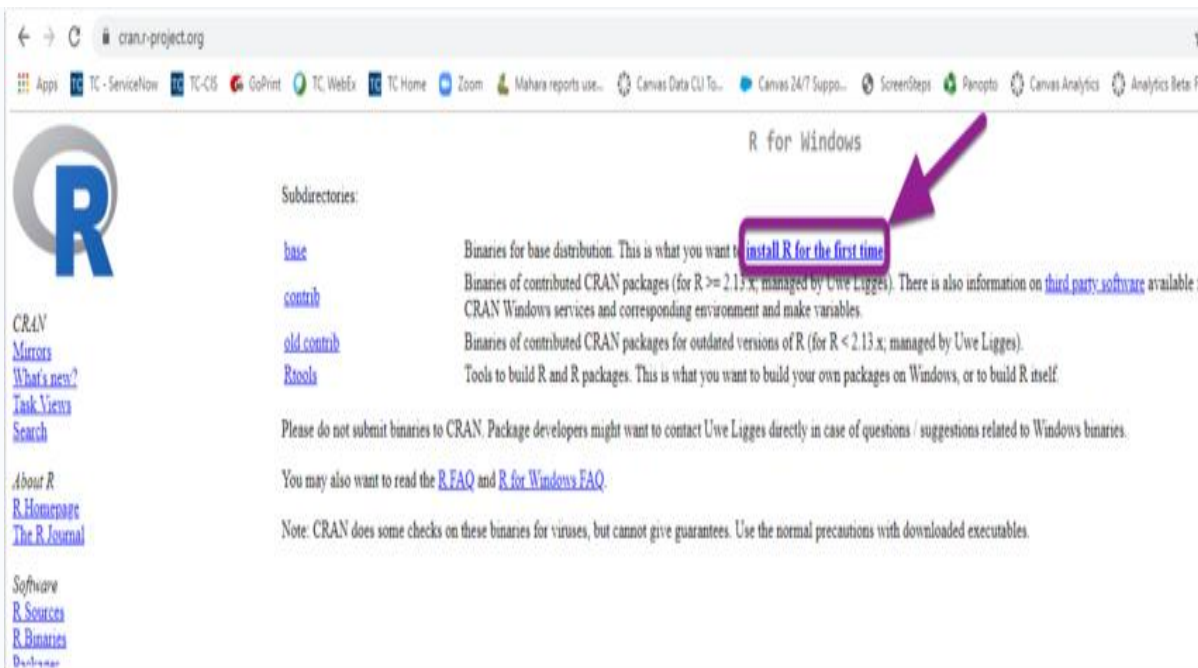 cran.r-project.org
Apps TC TC - ServiceNow TC TC-CIS GoPrint TC WebEx TC TC Home Zoom Mahara reports use... Canvas Data CLI To... Canvas 24/7 Suppo... ScreenSteps Panopto Canvas Analytics Analytics Beta:
R
R for Windows
Subdirectories:
base Binaries for base distribution. This is what you want to install R for the first time
contrib Binaries of contributed CRAN packages (for R >= 2.13.x; managed by Uwe Ligges). There is also information on third party software available
CRAN Windows services and corresponding environment and make variables.
old contrib Binaries of contributed CRAN packages for outdated versions of R (for R < 2.13.x; managed by Uwe Ligges).
Rtools Tools to build R and R packages. This is what you want to build your own packages on Windows, or to build R itself.
Please do not submit binaries to CRAN. Package developers might want to contact Uwe Ligges directly in case of questions / suggestions related to Windows binaries.
You may also want to read the R FAQ and R for Windows FAQ.
Note: CRAN does some checks on these binaries for viruses, but cannot give guarantees. Use the normal precautions with downloaded executables.
CRAN
Mirrors
What's new?
Task Views
Search
About R
R Homepage
The R Journal
Software
R Sources
R Binaries
Packages